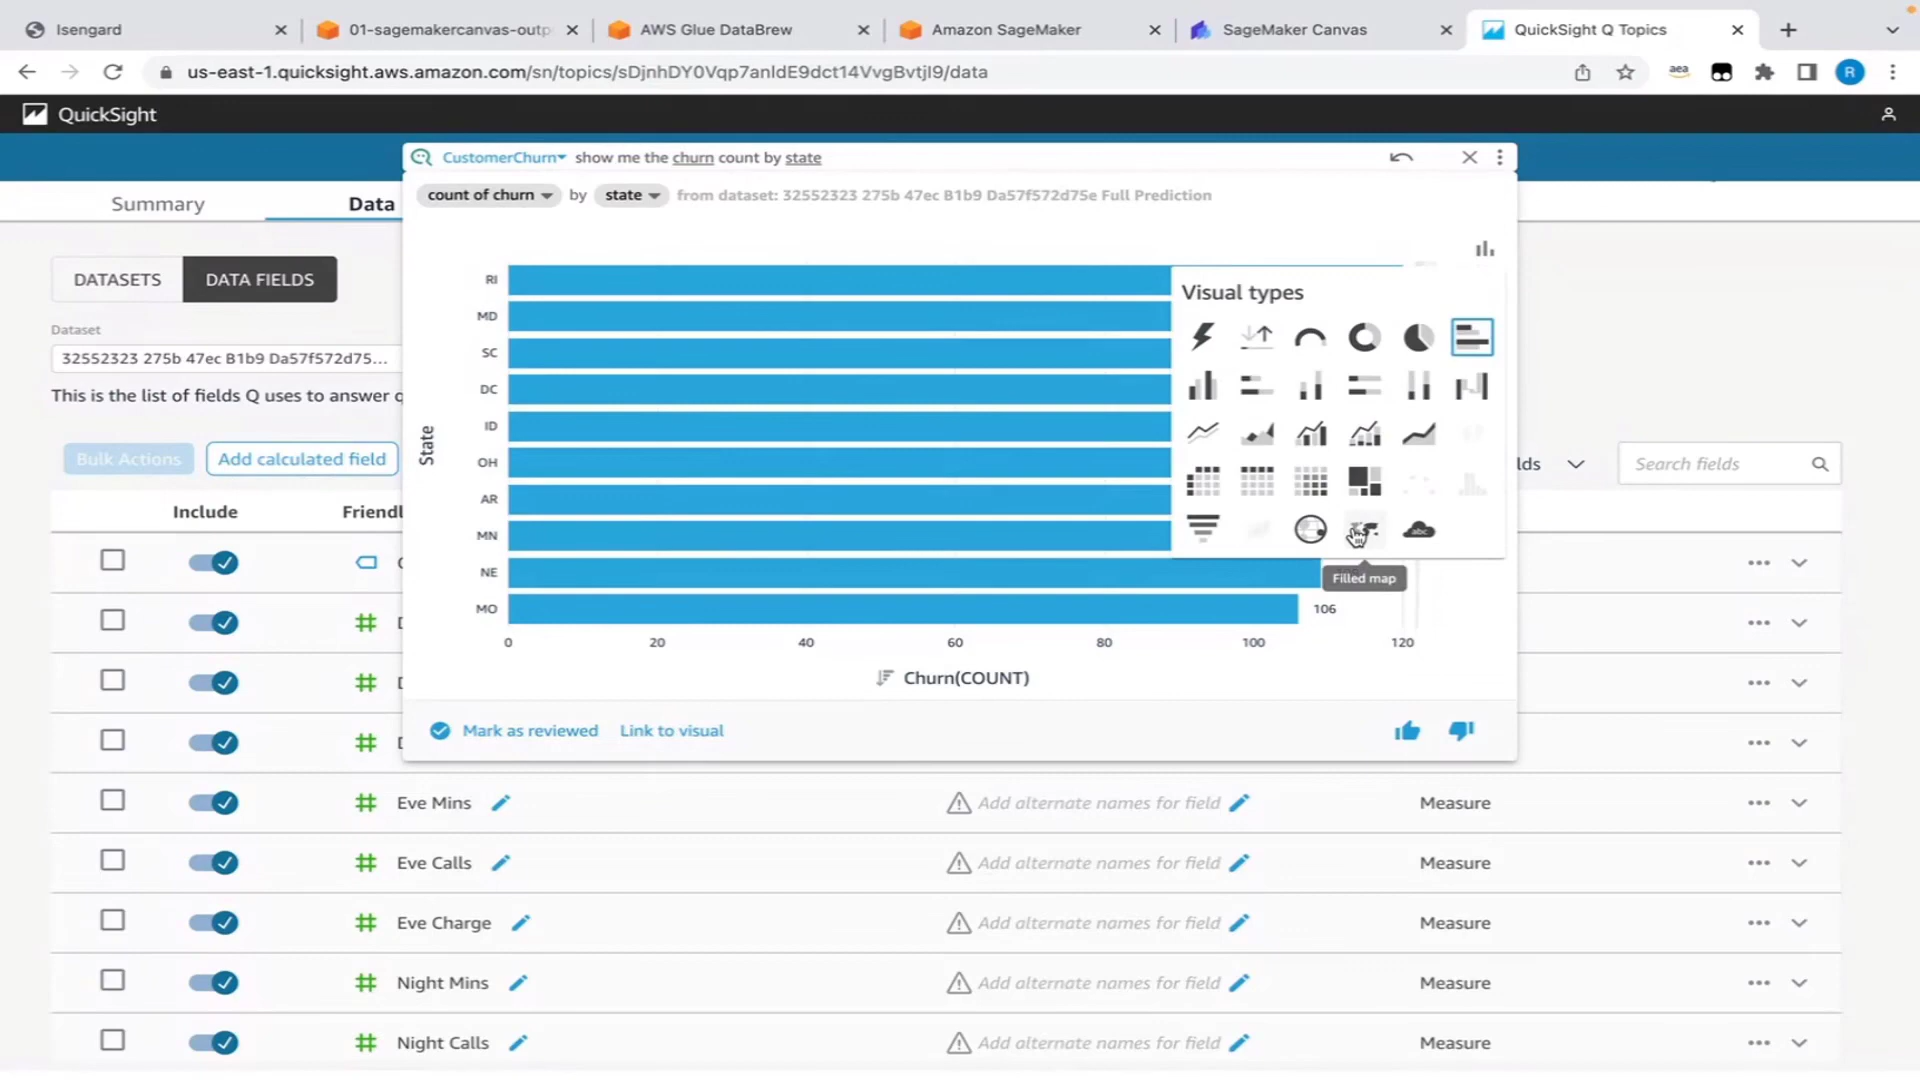 Isengard
01-sagemakercanvas-outp
AWS Glue DataBrew
Amazon SageMaker
SageMaker Canvas
QuickSight Q Topics
us-east-1.quicksight.aws.amazon.com/sn/topics/sDjnhDY0Vqp7anIdE9dct14VvgBvtjI9/data
aea
R
QuickSight
CustomerChurn show me the churn count by state
count of churn by state from dataset: 32552323 275b 47ec B1b9 Da57f572d75e Full Prediction
Summary
Data
DATASETS
DATA FIELDS
Dataset
32552323 275b 47ec B1b9 Da57f572d75...
This is the list of fields Q uses to answer q
Bulk Actions
Add calculated field
lds
Search fields
Include
Friendl
State
RI
MD
SC
DC
ID
OH
AR
MN
NE
MO
106
0 20 40 60 80 100 120
Churn(COUNT)
Visual types
abc
Filled map
Mark as reviewed
Link to visual
Eve Mins Add alternate names for field Measure
Eve Calls Add alternate names for field Measure
Eve Charge Add alternate names for field Measure
Night Mins Add alternate names for field Measure
Night Calls Add alternate names for field Measure